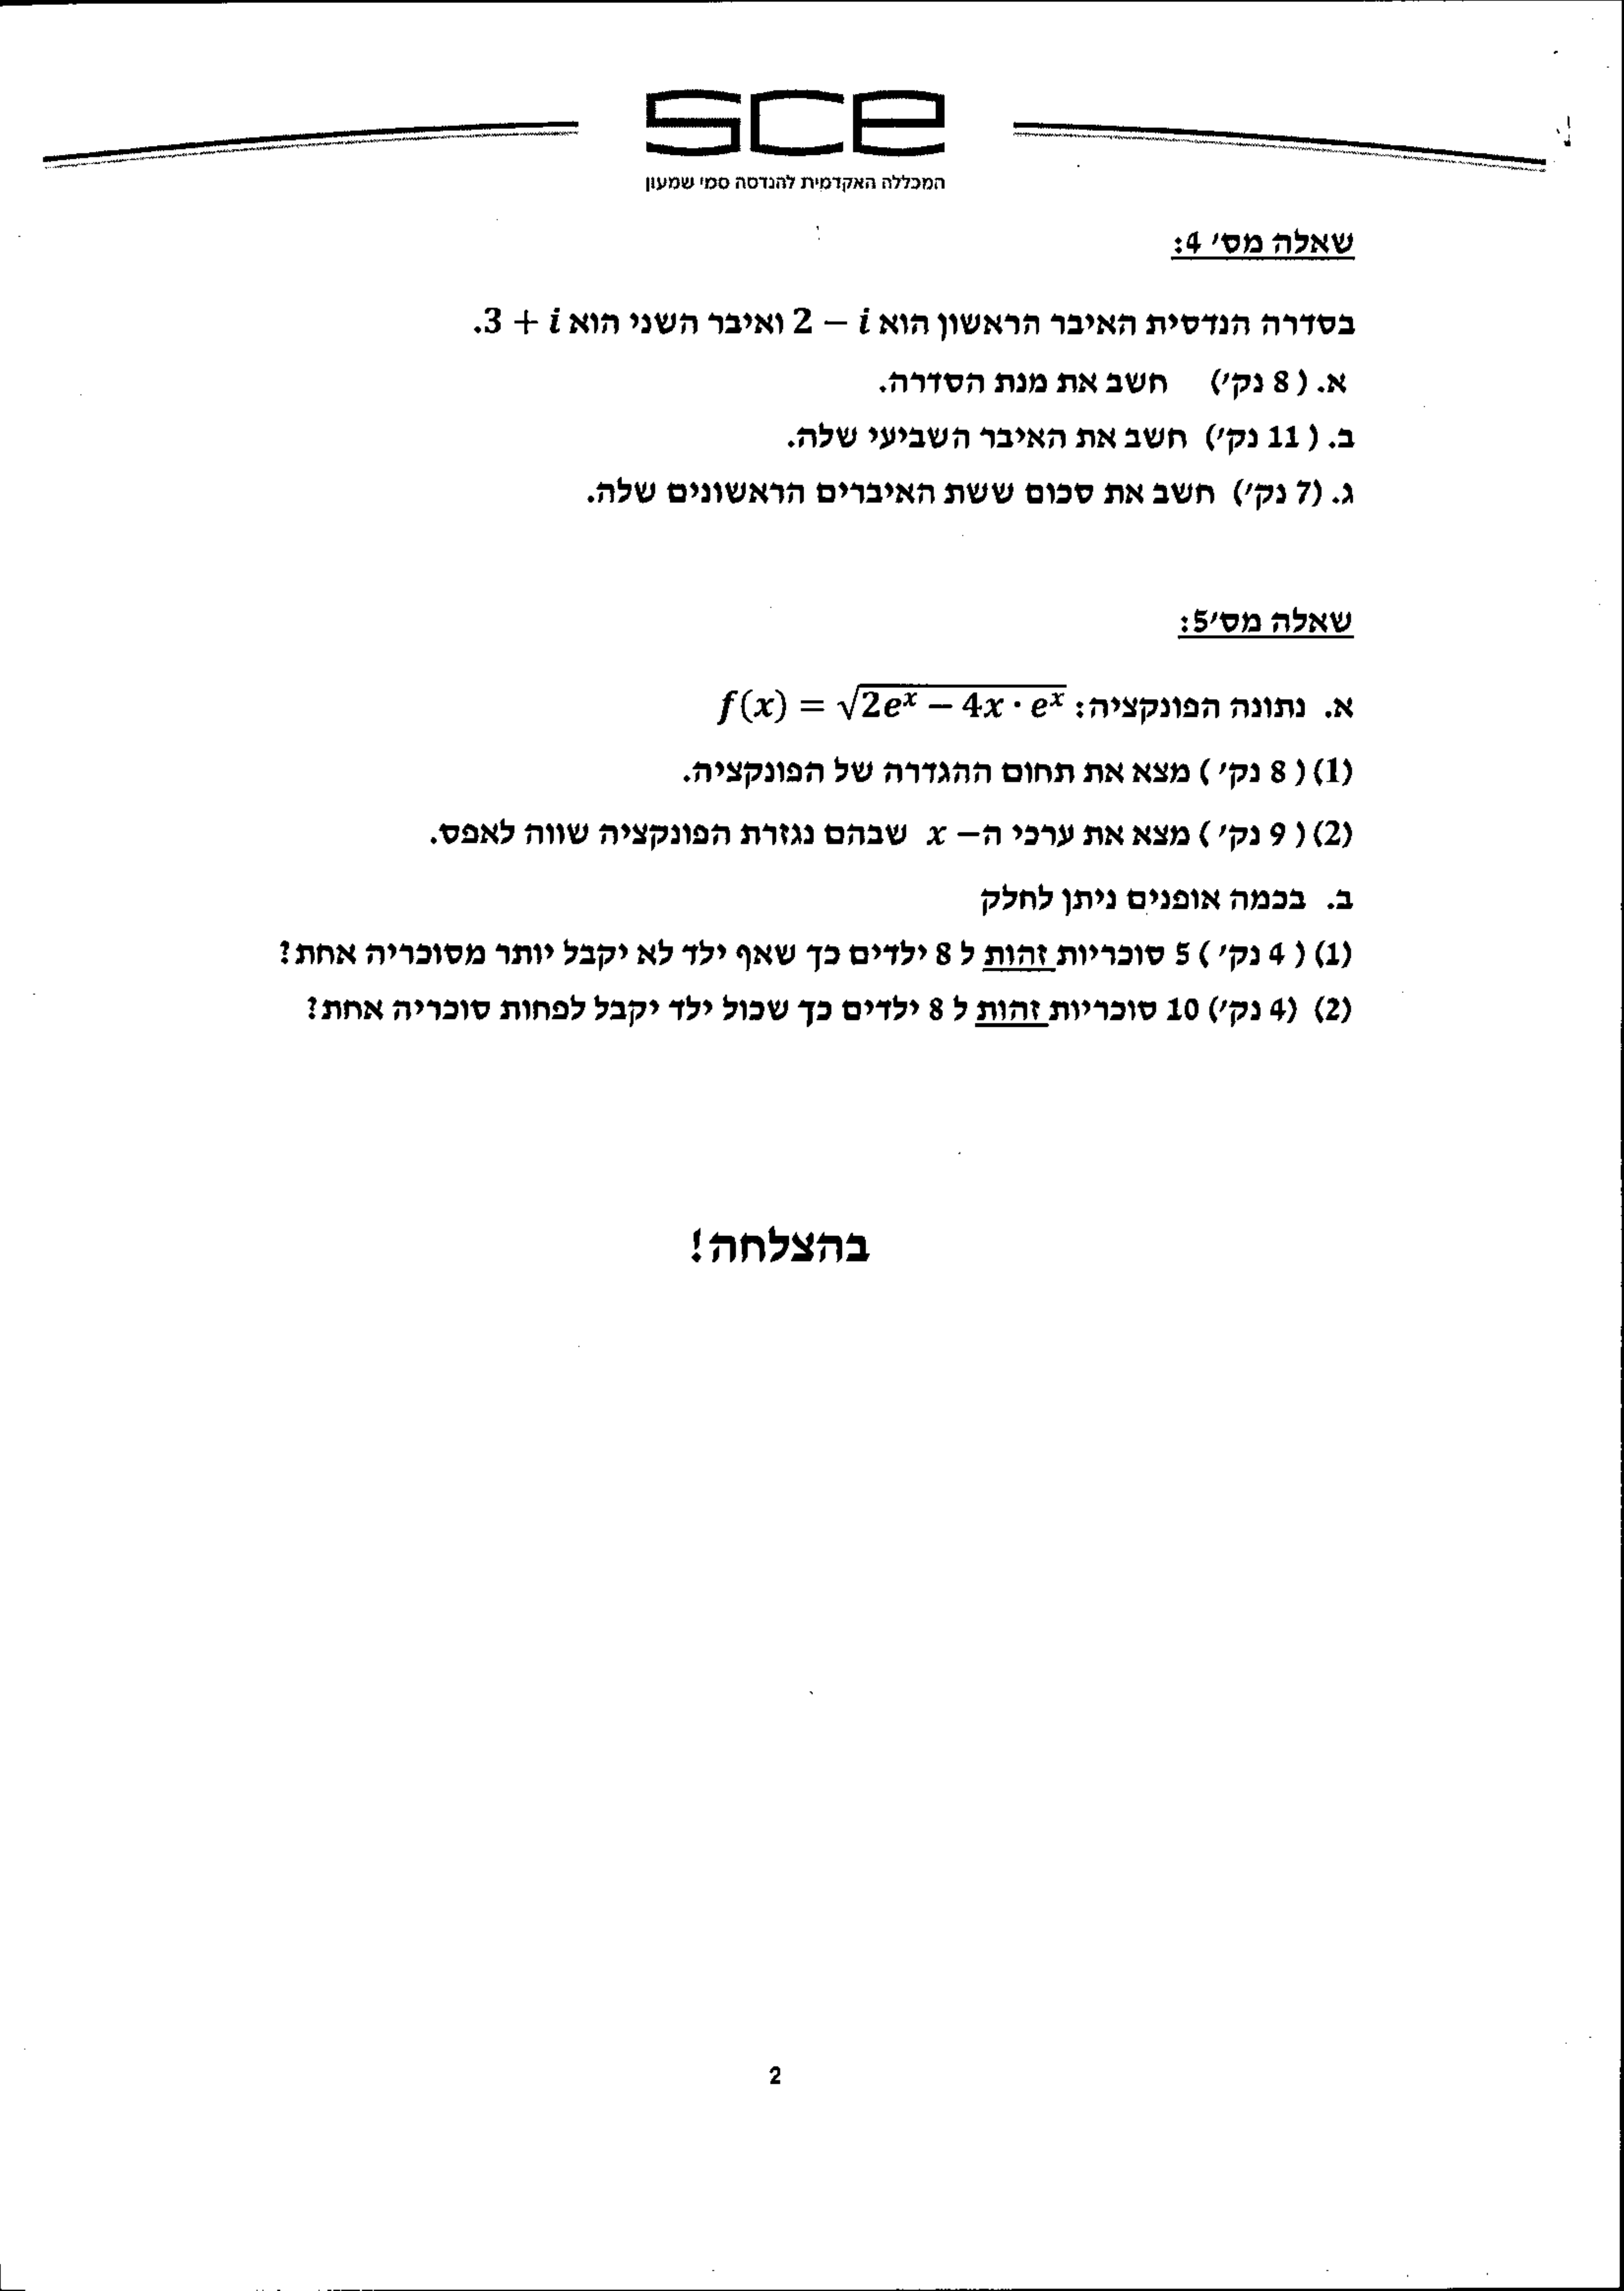 sce
המכללה האקדמית להנדסה סמי שמעון
שאלה מס' 4:
בסדרה הנדסית האיבר הראשון הוא 2 − i ואיבר השני הוא 3 + i.
א. ( 8 נק') חשב את מנת הסדרה.
ב. ( 11 נק') חשב את האיבר השביעי שלה.
ג. (7 נק') חשב את סכום ששת האיברים הראשונים שלה.
שאלה מס'5:
א. נתונה הפונקציה: f(x) = √(2e^x − 4x · e^x)
(1) ( 8 נק' ) מצא את תחום ההגדרה של הפונקציה.
(2) ( 9 נק' ) מצא את ערכי ה– x שבהם נגזרת הפונקציה שווה לאפס.
ב. בכמה אופנים ניתן לחלק
(1) ( 4 נק' ) 5 סוכריות זהות ל 8 ילדים כך שאף ילד לא יקבל יותר מסוכריה אחת?
(2) (4 נק') 10 סוכריות זהות ל 8 ילדים כך שכול ילד יקבל לפחות סוכריה אחת?
בהצלחה!
2